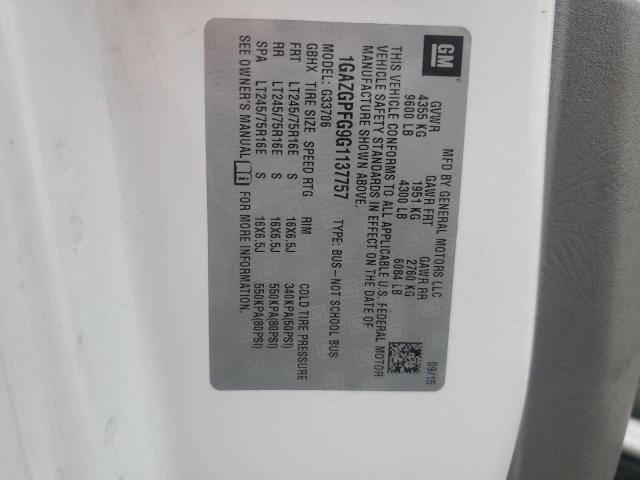 GM
MFD BY GENERAL MOTORS LLC 09/15
GVWR GAWR FRT GAWR RR
4355 KG 1951 KG 2760 KG
9600 LB 4300 LB 6084 LB
THIS VEHICLE CONFORMS TO ALL APPLICABLE U.S. FEDERAL MOTOR
VEHICLE SAFETY STANDARDS IN EFFECT ON THE DATE OF
MANUFACTURE SHOWN ABOVE.
1GAZGPFG9G1137757 TYPE: BUS-NOT SCHOOL BUS
MODEL: G33706
GBHX TIRE SIZE SPEED RTG RIM COLD TIRE PRESSURE
FRT LT245/75R16E S 16X6.5J 340KPA(50PSI)
RR LT245/75R16E S 16X6.5J 550KPA(80PSI)
SPA LT245/75R16E S 16X6.5J 550KPA(80PSI)
SEE OWNER'S MANUAL FOR MORE INFORMATION.